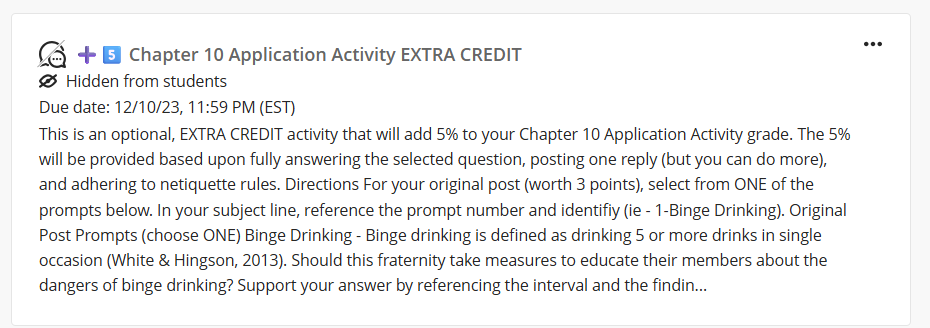 ➕ 5️⃣ Chapter 10 Application Activity EXTRA CREDIT
Hidden from students
Due date: 12/10/23, 11:59 PM (EST)
This is an optional, EXTRA CREDIT activity that will add 5% to your Chapter 10 Application Activity grade. The 5%
will be provided based upon fully answering the selected question, posting one reply (but you can do more),
and adhering to netiquette rules. Directions For your original post (worth 3 points), select from ONE of the
prompts below. In your subject line, reference the prompt number and identifiy (ie - 1-Binge Drinking). Original
Post Prompts (choose ONE) Binge Drinking - Binge drinking is defined as drinking 5 or more drinks in single
occasion (White & Hingson, 2013). Should this fraternity take measures to educate their members about the
dangers of binge drinking? Support your answer by referencing the interval and the findin...